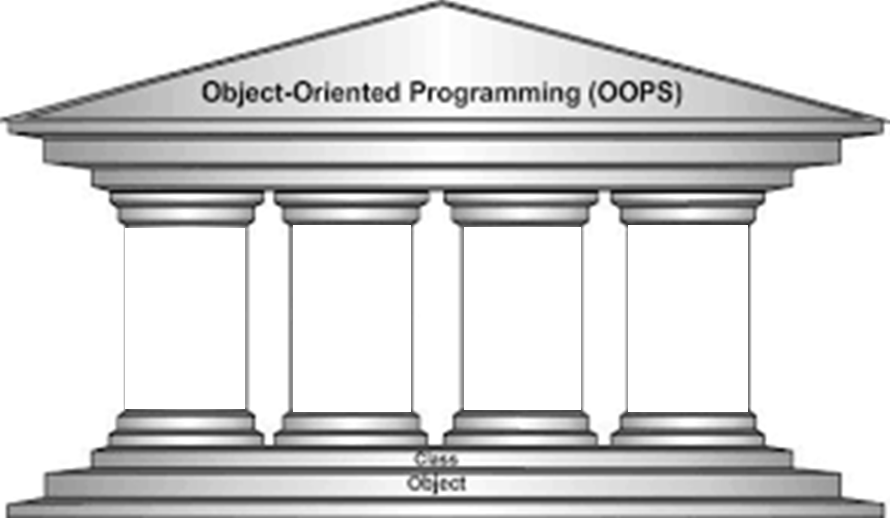 Object-Oriented Programming (OOPS)
Class
Object